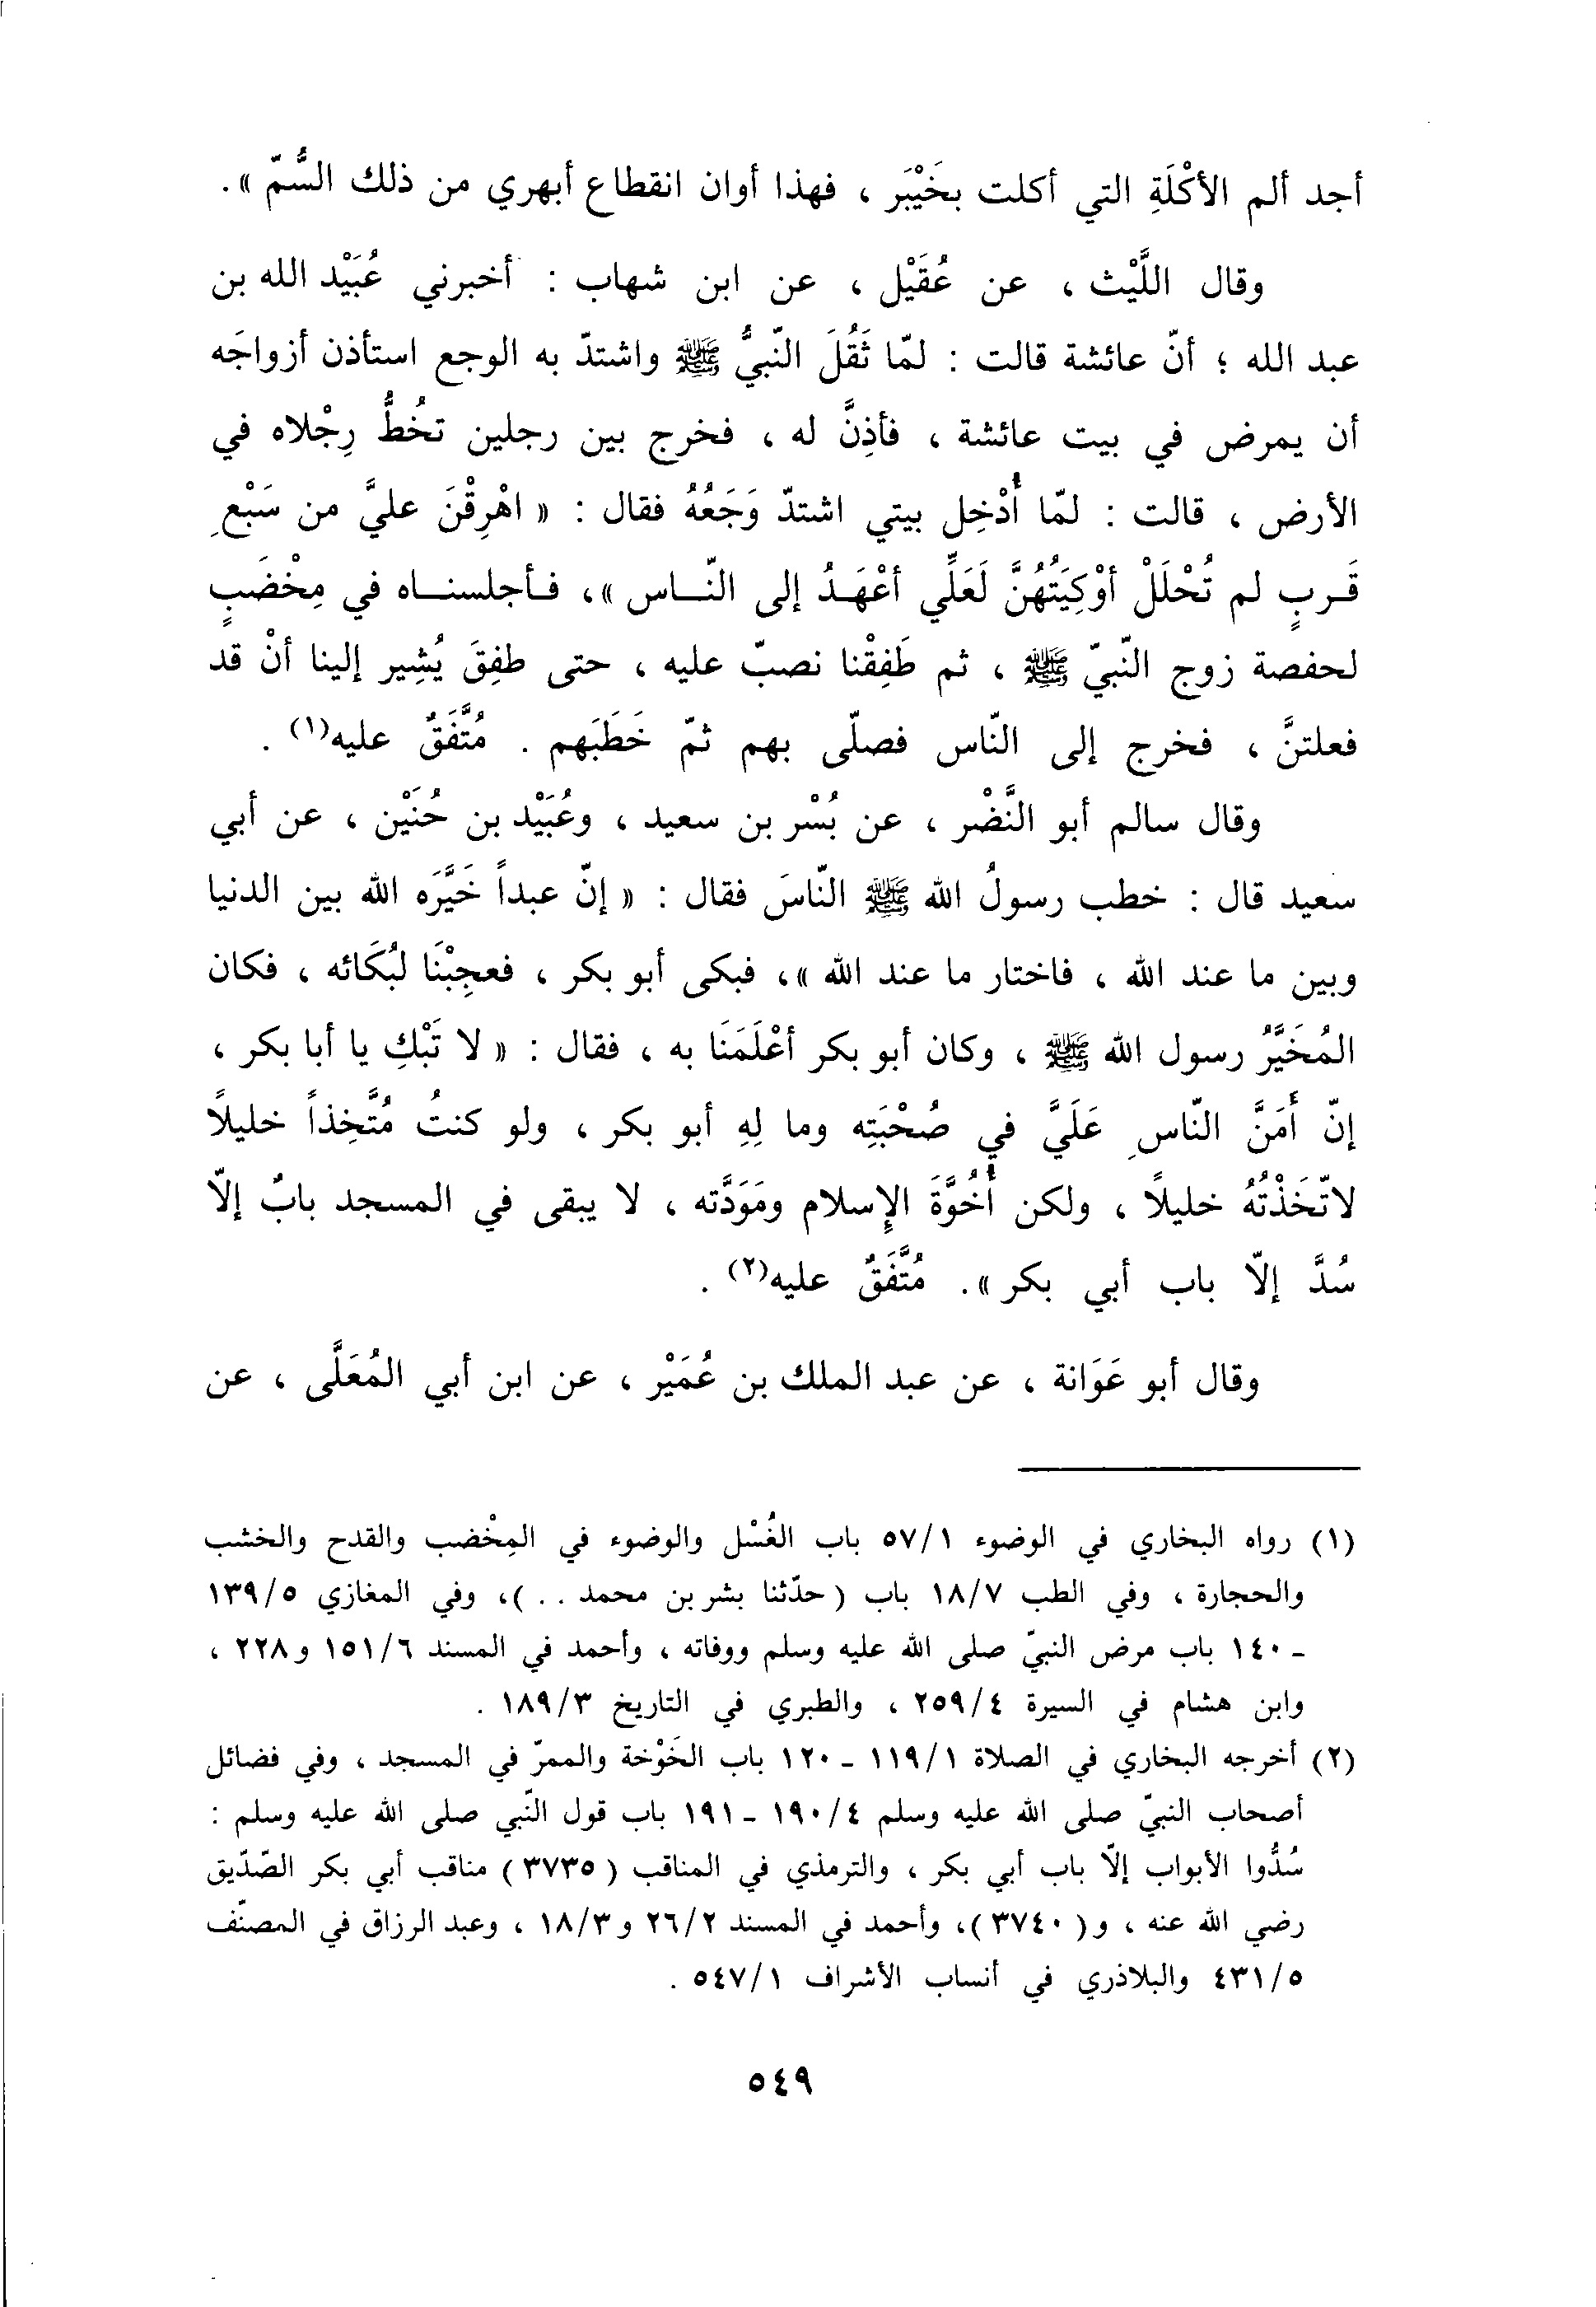 أجد ألم الأكْلَةِ التي أكلت بخَيْبَر ، فهذا أوان انقطاع أبهري من ذلك السُّمّ » .
وقال اللَّيْث ، عن عُقَيْل ، عن ابن شهاب : أخبرني عُبَيْد الله بن
عبد الله ؛ أنّ عائشة قالت : لمّا ثَقُلَ النّبيُّ ﷺ واشتدّ به الوجع استأذن أزواجَه
أن يمرض في بيت عائشة ، فأذِنَّ له ، فخرج بين رجلين تخُطُّ رِجْلاه في
الأرض ، قالت : لمّا أُدْخِل بيتي اشتدّ وَجَعُهُ فقال : « اهْرِقْنَ عليَّ من سَبْعِ
قَربٍ لم تُحْلَلْ أوْكِيَتُهُنَّ لَعَلِّي أعْهَدُ إلى النّاس »، فأجلسناه في مِخْضَبٍ
لحفصة زوج النّبيّ ﷺ ، ثم طَفِقْنا نصبّ عليه ، حتى طفِقَ يُشِير إلينا أنْ قد
فعلتنَّ ، فخرج إلى النّاس فصلّى بهم ثمّ خَطَبَهم . مُتَّفَقٌ عليه(١) .
وقال سالم أبو النَّضْر ، عن بُسْر بن سعيد ، وعُبَيْد بن حُنَيْن ، عن أبي
سعيد قال : خطب رسولُ الله ﷺ النّاسَ فقال : « إنّ عبداً خَيَّرَه الله بين الدنيا
وبين ما عند الله ، فاختار ما عند الله »، فبكى أبو بكر ، فعجِبْنَا لبُكَائه ، فكان
المُخَيَّرُ رسول الله ﷺ ، وكان أبو بكر أعْلَمَنَا به ، فقال : « لا تَبْكِ يا أبا بكر ،
إنّ أَمَنَّ النّاسِ عَلَيَّ في صُحْبَتِه وما لِهِ أبو بكر ، ولو كنتُ مُتَّخِذاً خليلاً
لاتّخَذْتُهُ خليلاً ، ولكن أُخُوَّةَ الإسلام ومَوَدَّته ، لا يبقى في المسجد بابٌ إلّا
سُدَّ إلّا باب أبي بكر ». مُتَّفَقٌ عليه(٢) .
وقال أبو عَوَانة ، عن عبد الملك بن عُمَيْر ، عن ابن أبي المُعَلَّى ، عن
(١) رواه البخاري في الوضوء ٥٧/١ باب الغُسْل والوضوء في المِخْضب والقدح والخشب
والحجارة ، وفي الطب ١٨/٧ باب (حدّثنا بشر بن محمد . . )، وفي المغازي ١٣٩/٥
ـ ١٤٠ باب مرض النبيّ صلى الله عليه وسلم ووفاته ، وأحمد في المسند ١٥١/٦ و٢٢٨ ،
وابن هشام في السيرة ٢٥٩/٤ ، والطبري في التاريخ ١٨٩/٣ .
(٢) أخرجه البخاري في الصلاة ١١٩/١ ـ ١٢٠ باب الخَوْخة والممرّ في المسجد ، وفي فضائل
أصحاب النبيّ صلى الله عليه وسلم ١٩٠/٤ ـ ١٩١ باب قول النّبي صلى الله عليه وسلم :
سُدُّوا الأبواب إلّا باب أبي بكر ، والترمذي في المناقب (٣٧٣٥) مناقب أبي بكر الصّدّيق
رضي الله عنه ، و(٣٧٤٠)، وأحمد في المسند ٢٦/٢ و١٨/٣ ، وعبد الرزاق في المصنّف
٤٣١/٥ والبلاذري في أنساب الأشراف ٥٤٧/١ .
٥٤٩